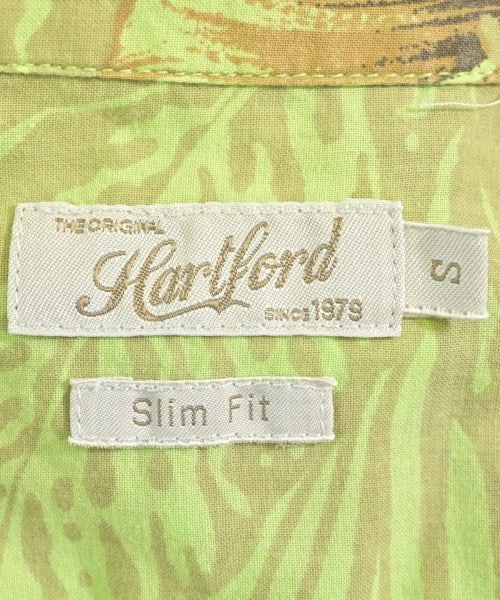 THE ORIGINAL
Hartford
SINCE 1979
S
Slim Fit